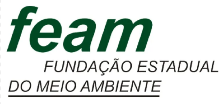 feam
FUNDAÇÃO ESTADUAL
DO MEIO AMBIENTE